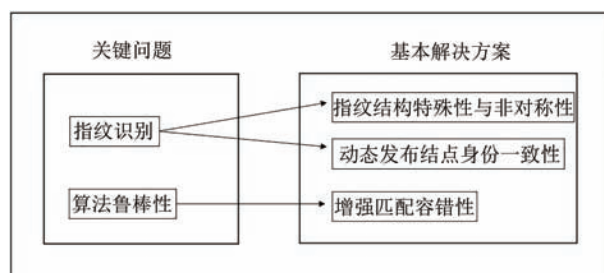 关键问题
基本解决方案
指纹识别
指纹结构特殊性与非对称性
动态发布结点身份一致性
算法鲁棒性
增强匹配容错性